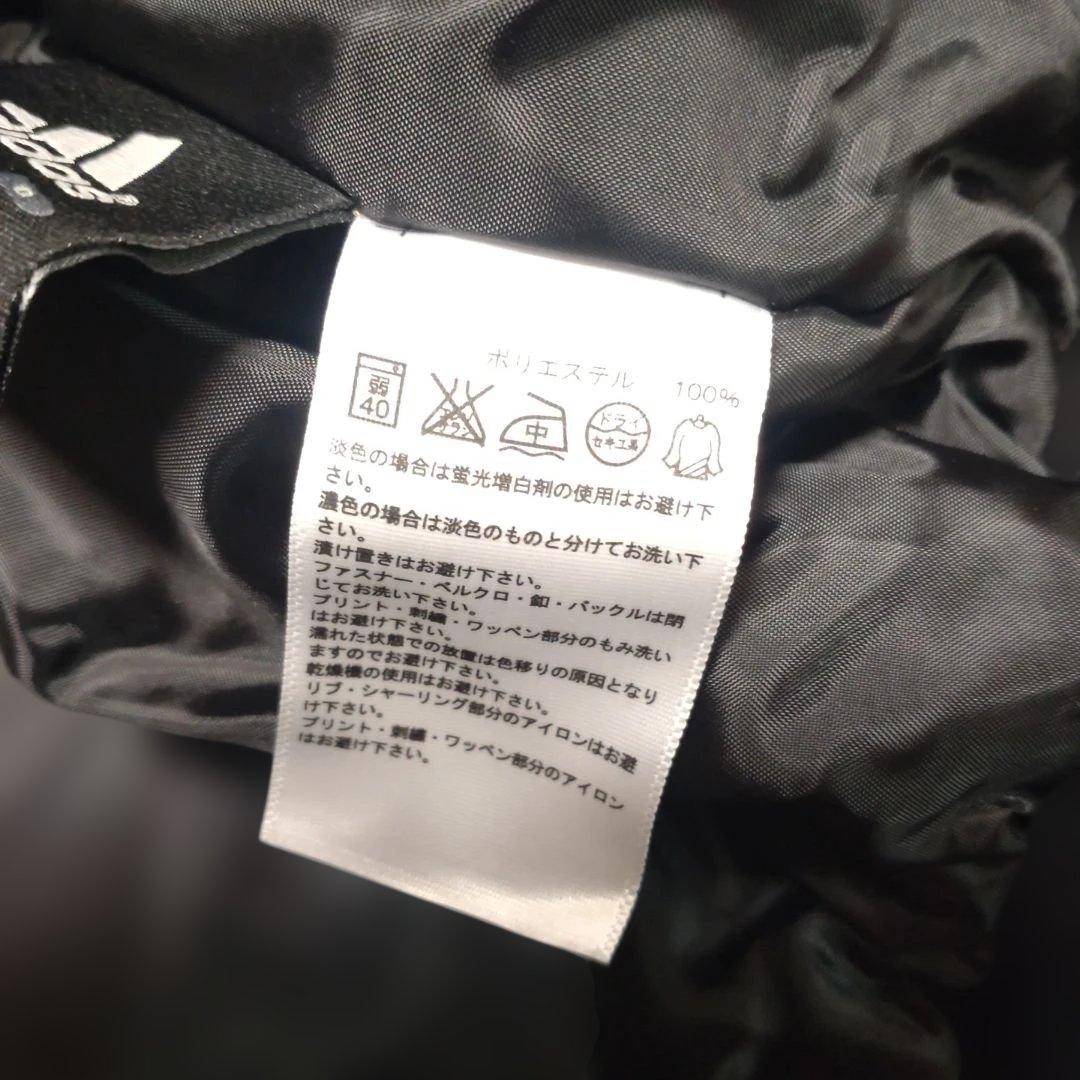 adidas
O
ポリエステル 100%
弱
40
エンソ
サラシ
中
ドライ
セキユ系
淡色の場合は蛍光増白剤の使用はお避け下
さい。
濃色の場合は淡色のものと分けてお洗い下
さい。
漬け置きはお避け下さい。
ファスナー・ベルクロ・釦・バックルは閉
じてお洗い下さい。
プリント・刺繍・ワッペン部分のもみ洗い
はお避け下さい。
濡れた状態での放置は色移りの原因となり
ますのでお避け下さい。
乾燥機の使用はお避け下さい。
リブ・シャーリング部分のアイロンはお避
け下さい。
プリント・刺繍・ワッペン部分のアイロン
はお避け下さい。